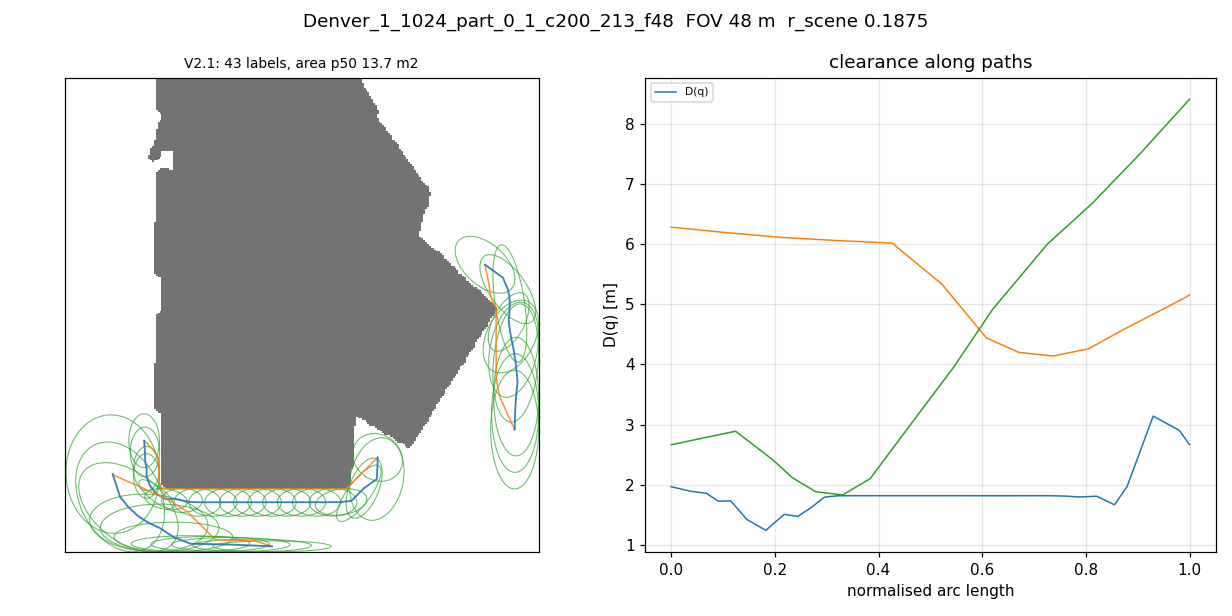 Denver_1_1024_part_0_1_c200_213_f48  FOV 48 m  r_scene 0.1875
V2.1: 43 labels, area p50 13.7 m2
clearance along paths
D(q)
D(q) [m]
8
7
6
5
4
3
2
1
0.0 0.2 0.4 0.6 0.8 1.0
normalised arc length